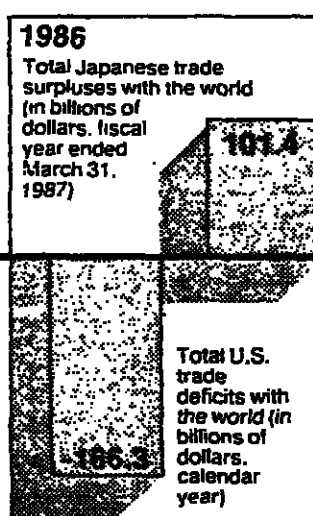 1986
Total Japanese trade
surpluses with the world
(in billions of
dollars. fiscal
year ended
March 31,
1987)
101.4
-166.3
Total U.S.
trade
deficits with
the world (in
billions of
dollars.
calendar
year)